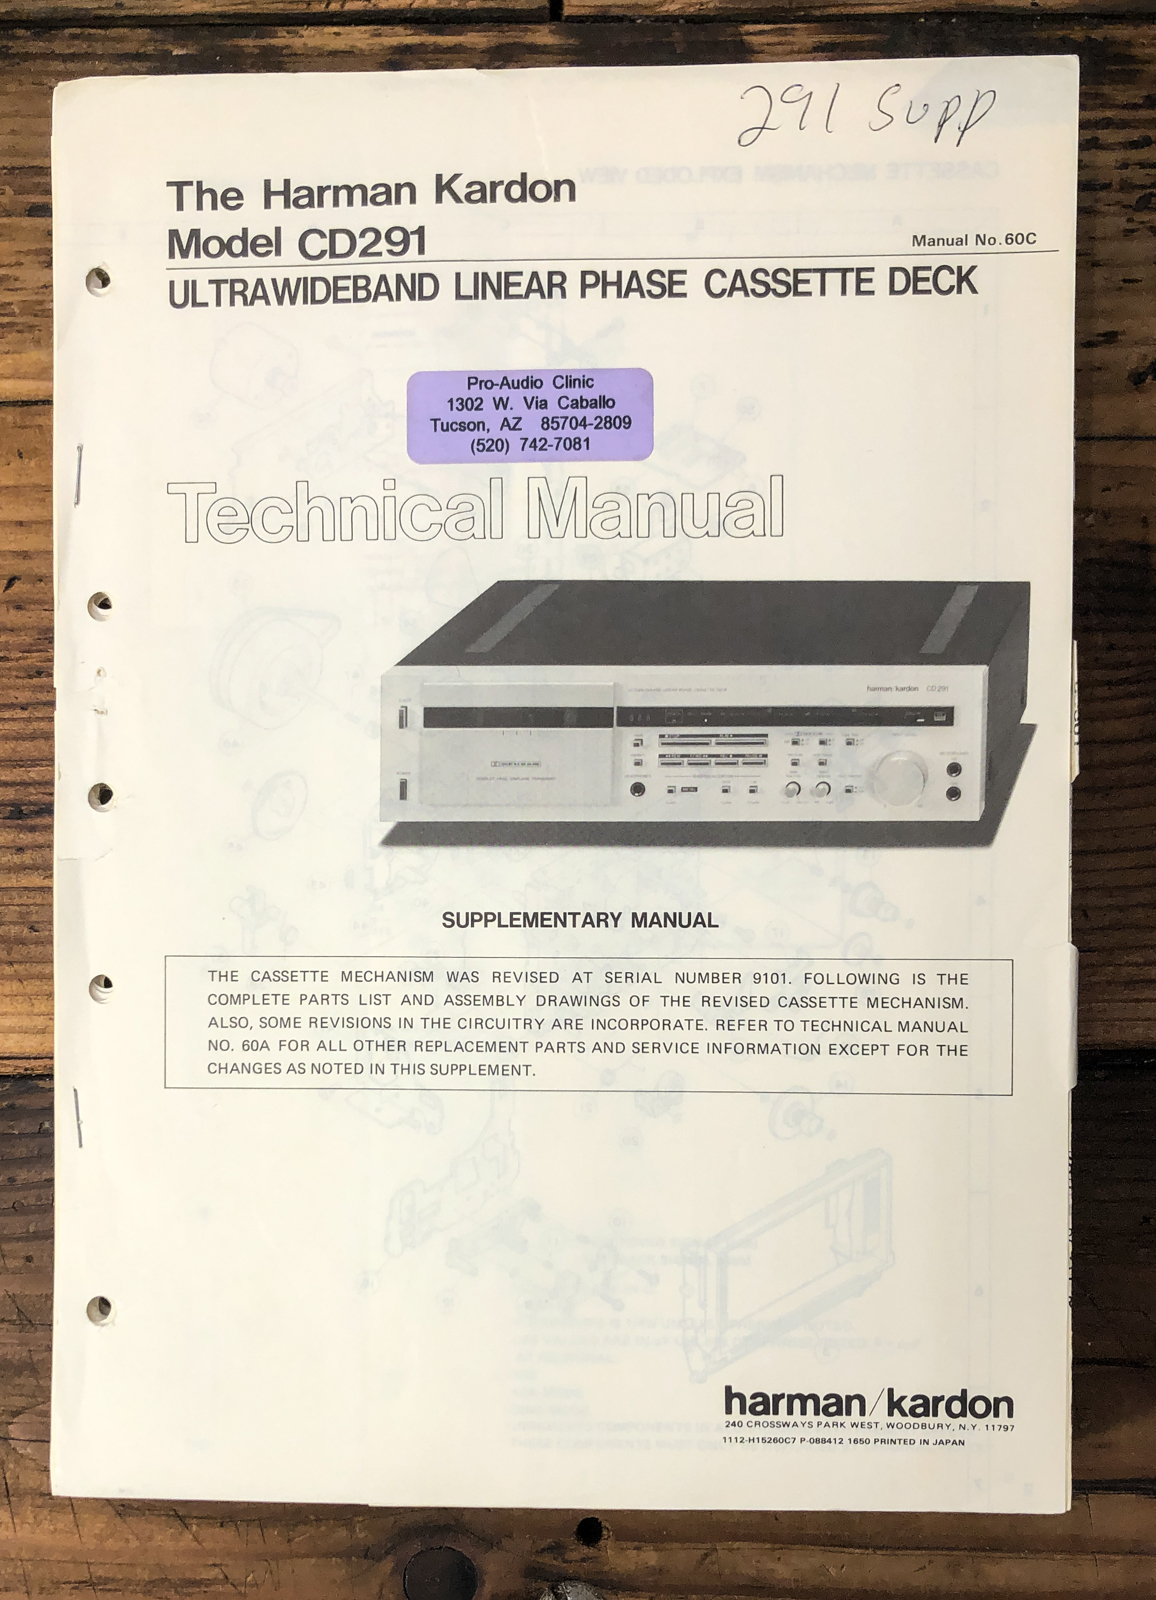 291 Supp
The Harman Kardon
Model CD291
Manual No.60C
ULTRAWIDEBAND LINEAR PHASE CASSETTE DECK
Pro-Audio Clinic
1302 W. Via Caballo
Tucson, AZ 85704-2809
(520) 742-7081
Technical Manual
harman kardon CD291
SUPPLEMENTARY MANUAL
THE CASSETTE MECHANISM WAS REVISED AT SERIAL NUMBER 9101. FOLLOWING IS THE
COMPLETE PARTS LIST AND ASSEMBLY DRAWINGS OF THE REVISED CASSETTE MECHANISM.
ALSO, SOME REVISIONS IN THE CIRCUITRY ARE INCORPORATE. REFER TO TECHNICAL MANUAL
NO. 60A FOR ALL OTHER REPLACEMENT PARTS AND SERVICE INFORMATION EXCEPT FOR THE
CHANGES AS NOTED IN THIS SUPPLEMENT.
harman/kardon
240 CROSSWAYS PARK WEST, WOODBURY, N.Y. 11797
1112-H15260C7 P-088412 1650 PRINTED IN JAPAN